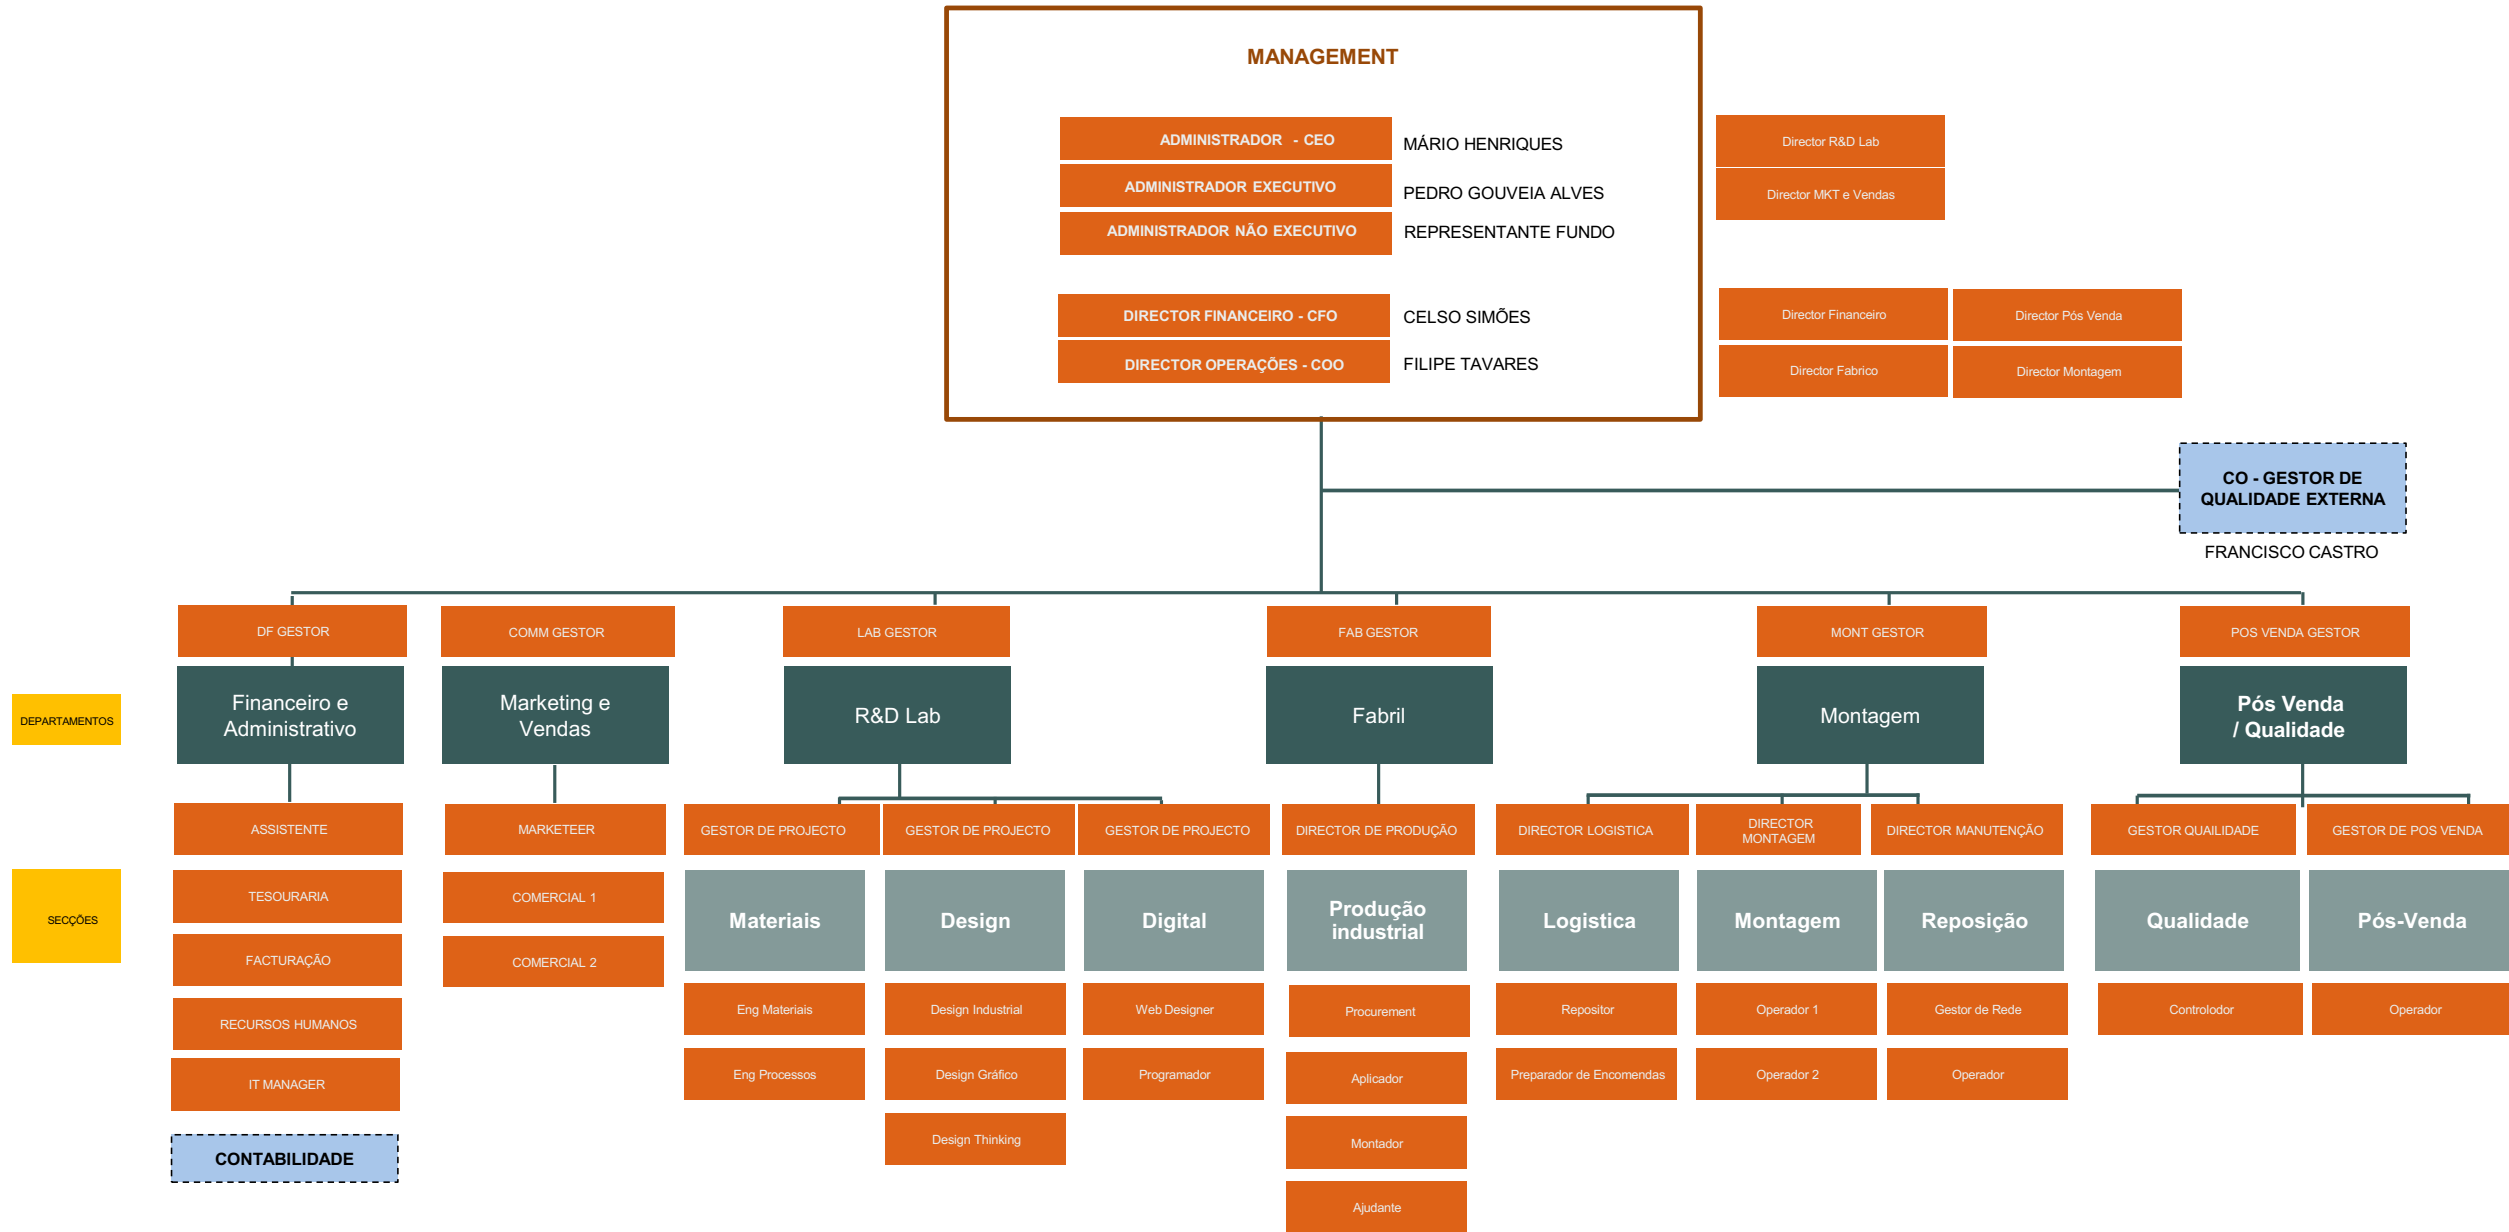 MANAGEMENT
ADMINISTRADOR - CEO
MÁRIO HENRIQUES
Director R&D Lab
ADMINISTRADOR EXECUTIVO
PEDRO GOUVEIA ALVES
Director MKT e Vendas
ADMINISTRADOR NÃO EXECUTIVO
REPRESENTANTE FUNDO
DIRECTOR FINANCEIRO - CFO
CELSO SIMÕES
Director Financeiro
Director Pós Venda
DIRECTOR OPERAÇÕES - COO
FILIPE TAVARES
Director Fabrico
Director Montagem
CO - GESTOR DE
QUALIDADE EXTERNA
FRANCISCO CASTRO
DF GESTOR
COMM GESTOR
LAB GESTOR
FAB GESTOR
MONT GESTOR
POS VENDA GESTOR
DEPARTAMENTOS
Financeiro e
Administrativo
Marketing e
Vendas
R&D Lab
Fabril
Montagem
Pós Venda
/ Qualidade
ASSISTENTE
MARKETEER
GESTOR DE PROJECTO
GESTOR DE PROJECTO
GESTOR DE PROJECTO
DIRECTOR DE PRODUÇÃO
DIRECTOR LOGISTICA
DIRECTOR
MONTAGEM
DIRECTOR MANUTENÇÃO
GESTOR QUAILIDADE
GESTOR DE POS VENDA
SECÇÕES
TESOURARIA
COMERCIAL 1
Materiais
Design
Digital
Produção
industrial
Logistica
Montagem
Reposição
Qualidade
Pós-Venda
FACTURAÇÃO
COMERCIAL 2
RECURSOS HUMANOS
Eng Materiais
Design Industrial
Web Designer
Procurement
Repositor
Operador 1
Gestor de Rede
Controlodor
Operador
IT MANAGER
Eng Processos
Design Gráfico
Programador
Aplicador
Preparador de Encomendas
Operador 2
Operador
CONTABILIDADE
Design Thinking
Montador
Ajudante